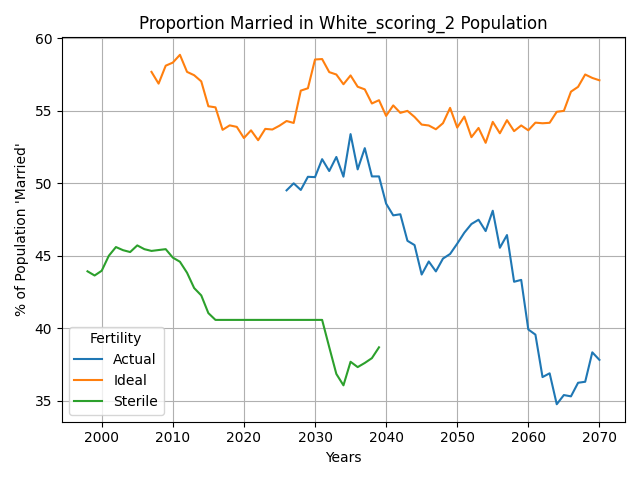 Proportion Married in White_scoring_2 Population
% of Population 'Married'
60
55
50
45
40
35
Fertility
Actual
Ideal
Sterile
2000 2010 2020 2030 2040 2050 2060 2070
Years